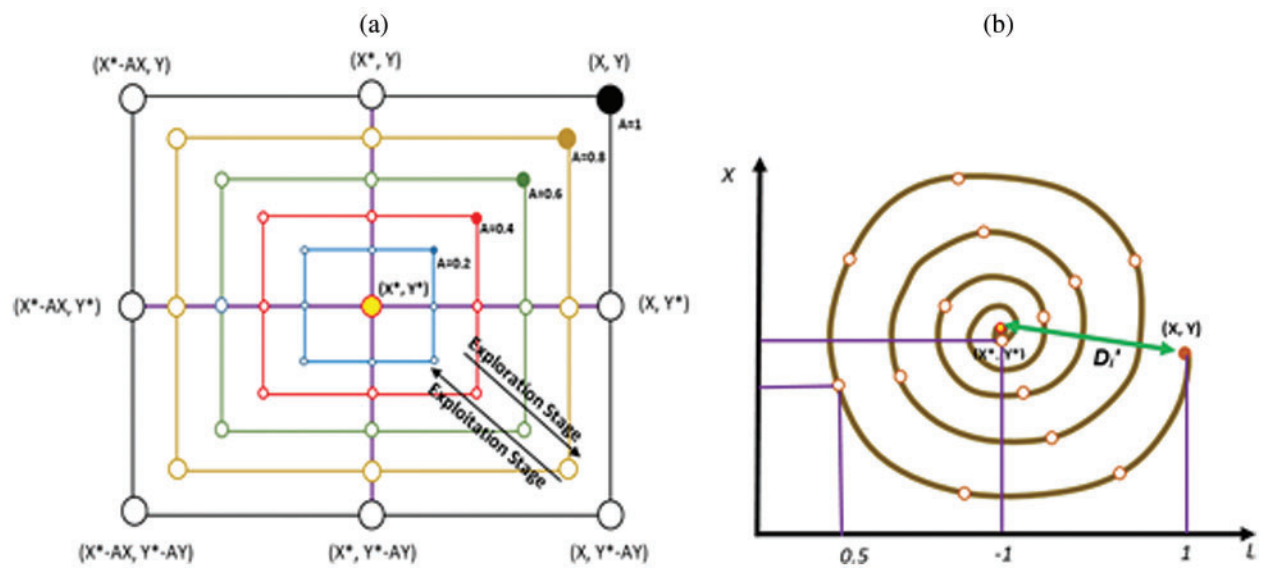 (a)
(b)
(X*-AX, Y)
(X*, Y)
(X, Y)
A=1
A=0.8
A=0.6
A=0.4
A=0.2
(X*, Y*)
(X*-AX, Y*)
(X, Y*)
Exploration Stage
Exploitation Stage
(X*-AX, Y*-AY)
(X*, Y*-AY)
(X, Y*-AY)
X
(X, Y)
(X*, Y*)
Di'
0.5
-1
1
L